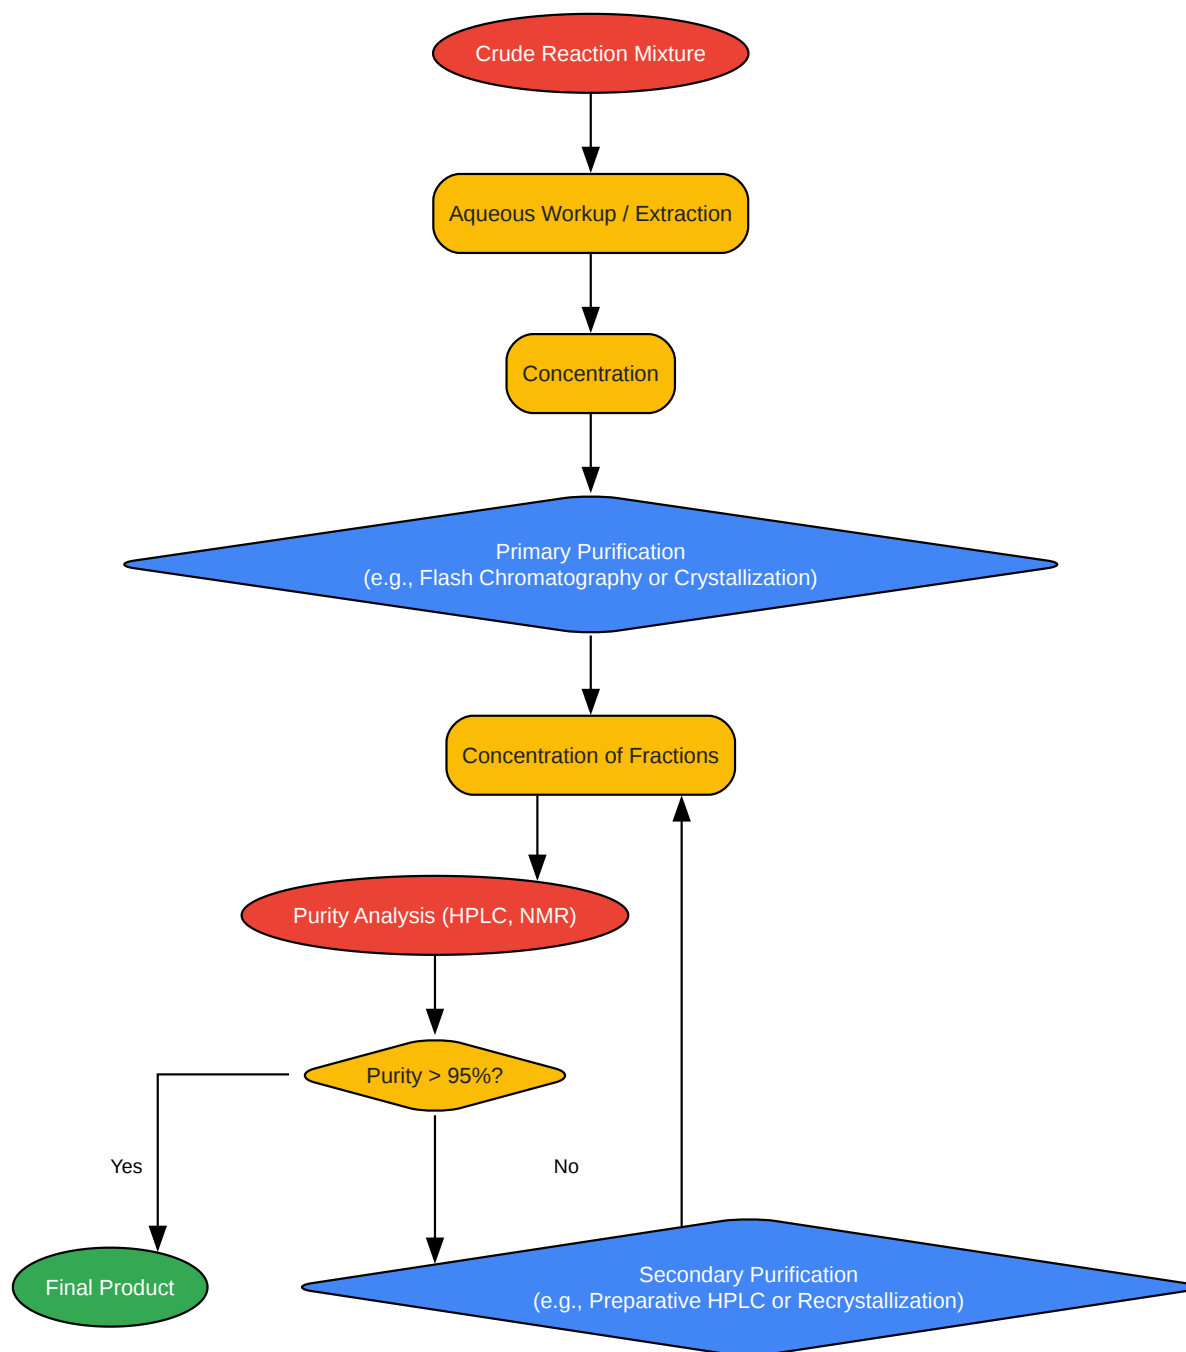 Crude Reaction Mixture
Aqueous Workup / Extraction
Concentration
Primary Purification
(e.g., Flash Chromatography or Crystallization)
Concentration of Fractions
Purity Analysis (HPLC, NMR)
Purity > 95%?
Yes
No
Final Product
Secondary Purification
(e.g., Preparative HPLC or Recrystallization)